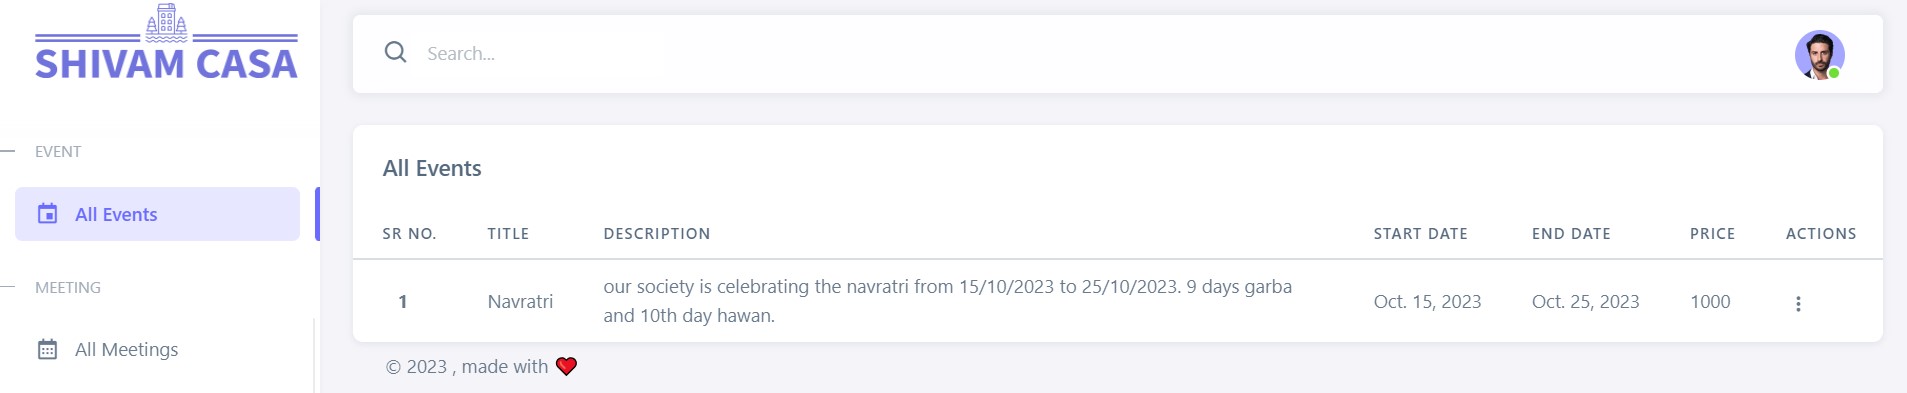 SHIVAM CASA
EVENT
All Events
MEETING
All Meetings
Search...
All Events
SR NO. TITLE DESCRIPTION START DATE END DATE PRICE ACTIONS
1 Navratri our society is celebrating the navratri from 15/10/2023 to 25/10/2023. 9 days garba
and 10th day hawan. Oct. 15, 2023 Oct. 25, 2023 1000
© 2023 , made with ❤️